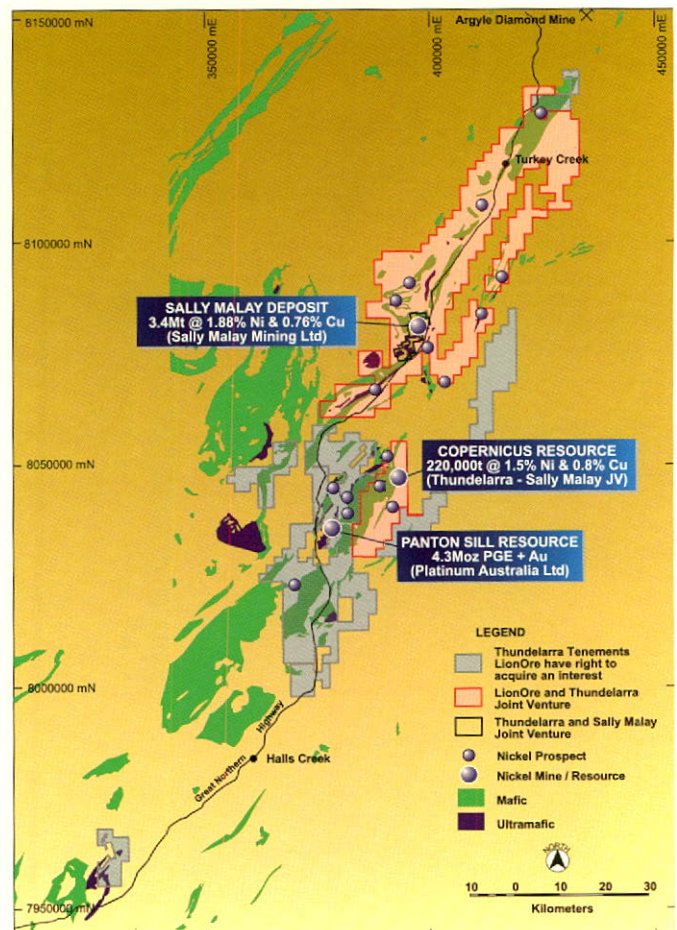 8150000 mN
350000 mE
400000 mE
450000 mE
Argyle Diamond Mine
Turkey Creek
8100000 mN
SALLY MALAY DEPOSIT
3.4Mt @ 1.88% Ni & 0.76% Cu
(Sally Malay Mining Ltd)
8050000 mN
COPERNICUS RESOURCE
220,000t @ 1.5% Ni & 0.8% Cu
(Thundelarra - Sally Malay JV)
PANTON SILL RESOURCE
4.3Moz PGE + Au
(Platinum Australia Ltd)
8000000 mN
Great Northern Highway
Halls Creek
7950000 mN
LEGEND
Thundelarra Tenements
LionOre have right to
acquire an interest
LionOre and Thundelarra
Joint Venture
Thundelarra and Sally Malay
Joint Venture
Nickel Prospect
Nickel Mine / Resource
Mafic
Ultramafic
NORTH
10 0 10 20 30
Kilometers